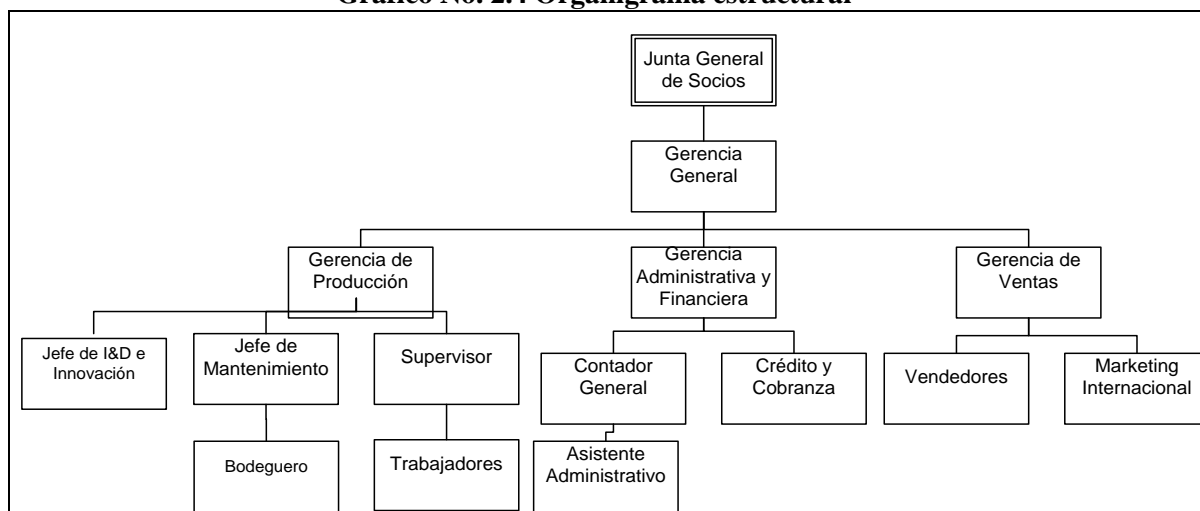 Gráfico No. 2.4 Organigrama estructural
Junta General
de Socios
Gerencia
General
Gerencia de
Producción
Gerencia
Administrativa y
Financiera
Gerencia de
Ventas
Jefe de I&D e
Innovación
Jefe de
Mantenimiento
Supervisor
Contador
General
Crédito y
Cobranza
Vendedores
Marketing
Internacional
Bodeguero
Trabajadores
Asistente
Administrativo